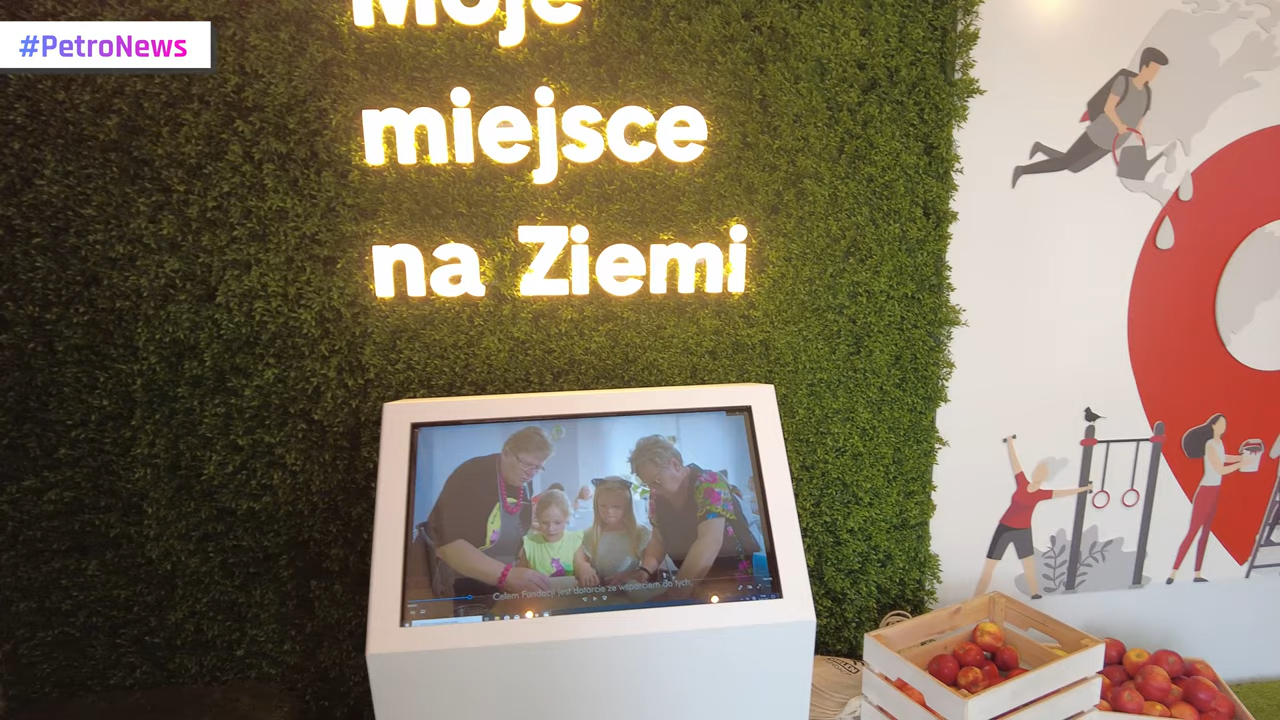 #PetroNews
Moje
miejsce
na Ziemi
Celem Fundacji jest dotarcie ze wsparciem do tych,